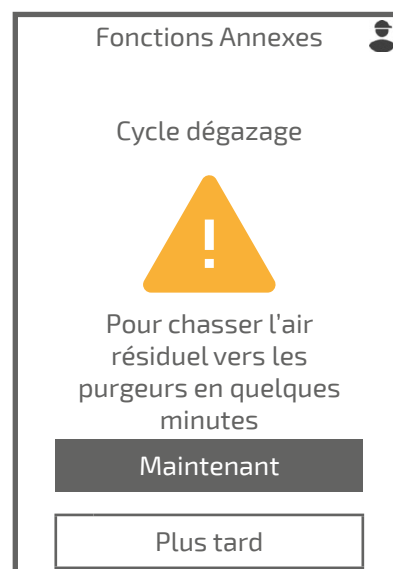 Fonctions Annexes
Cycle dégazage
!
Pour chasser l'air
résiduel vers les
purgeurs en quelques
minutes
Maintenant
Plus tard